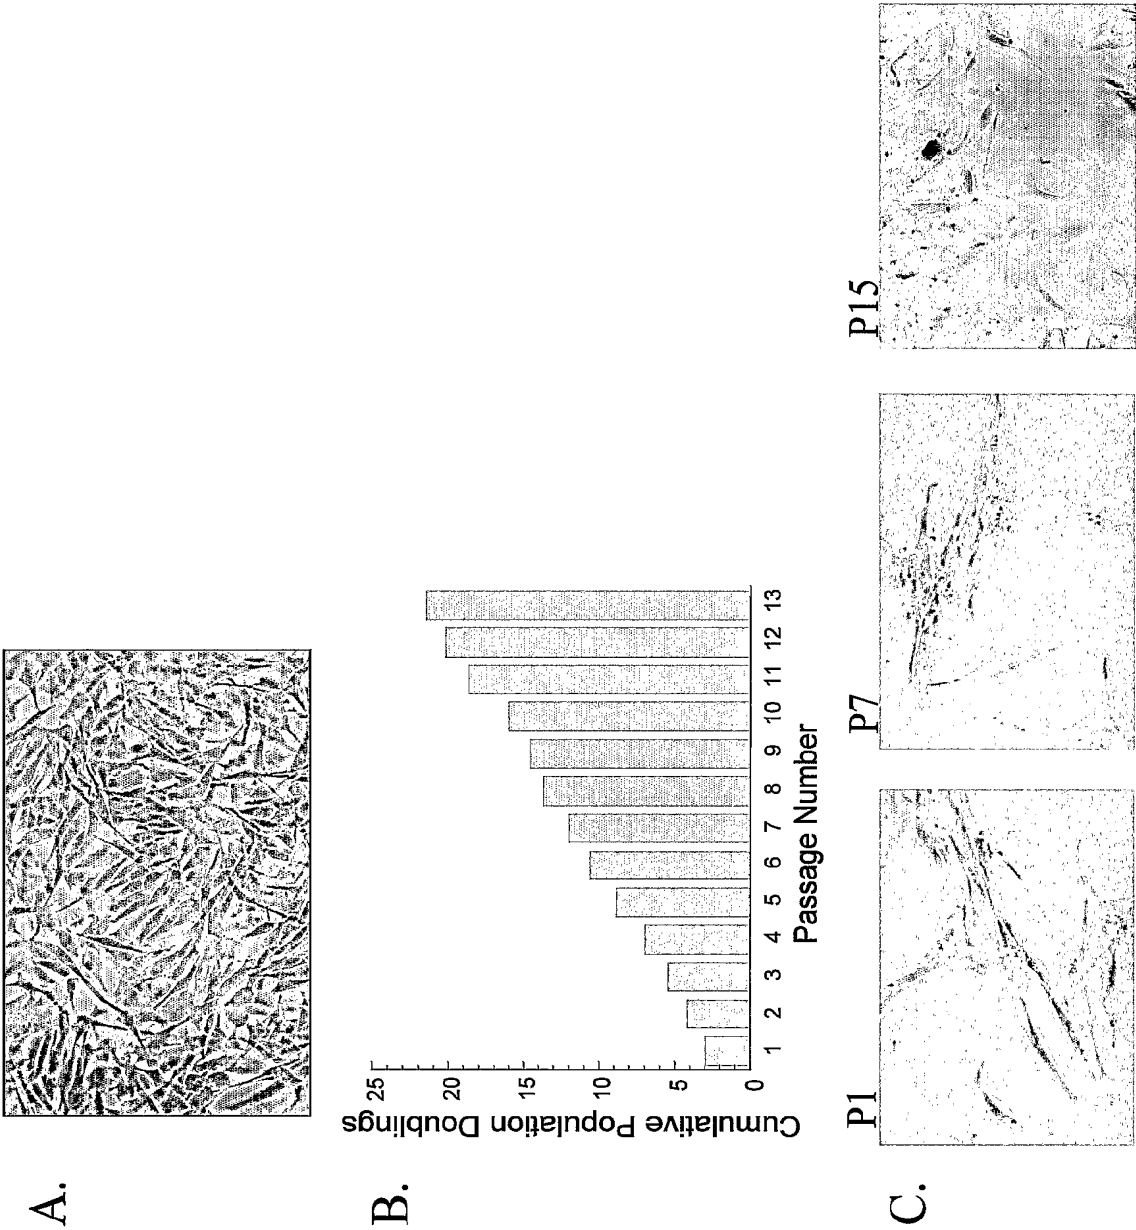 A.
B.
Cumulative Population Doublings
25
20
15
10
5
0
1 2 3 4 5 6 7 8 9 10 11 12 13
Passage Number
C.
P1
P7
P15